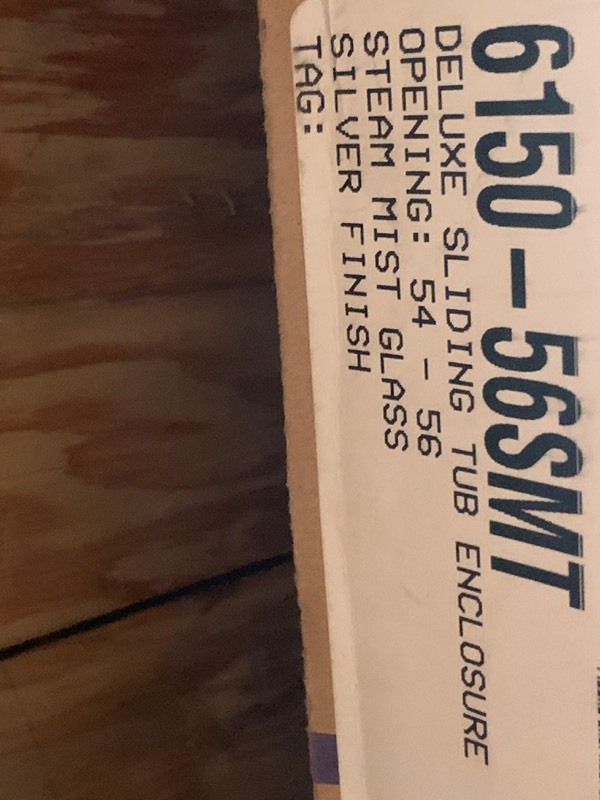 6150-56SMT
DELUXE SLIDING TUB ENCLOSURE
OPENING: 54 - 56
STEAM MIST GLASS
SILVER FINISH
TAG: